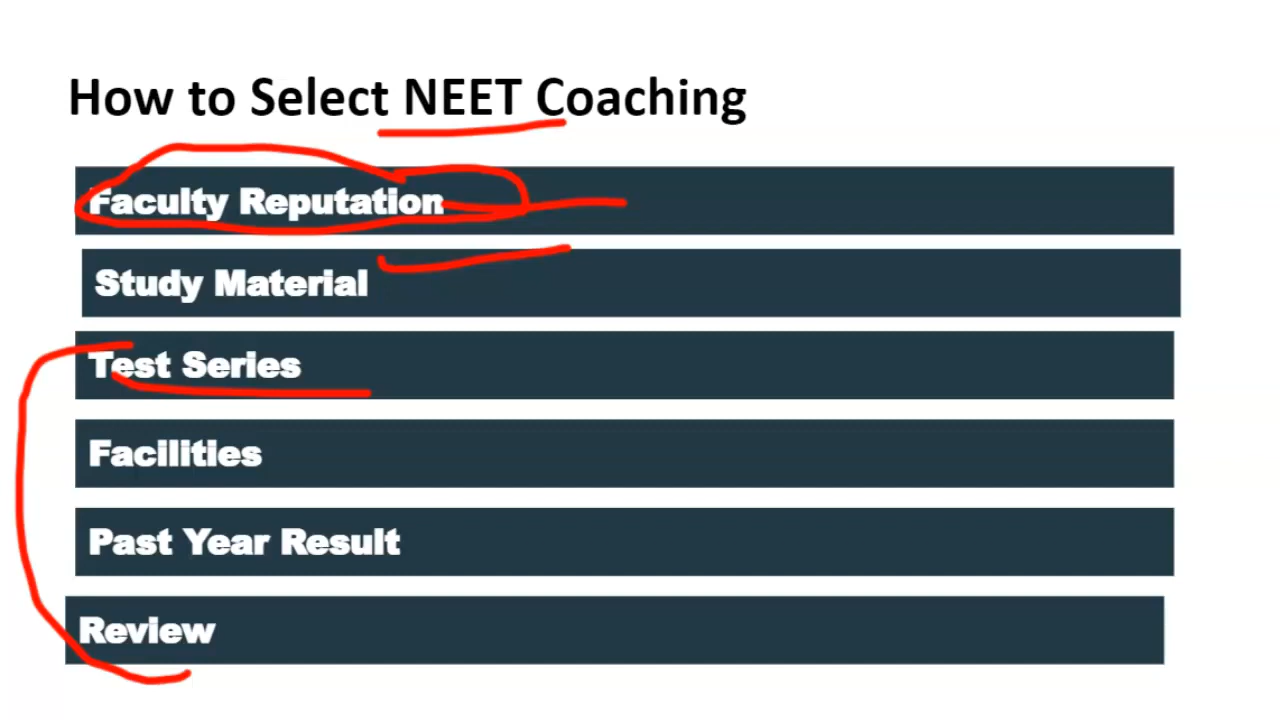 How to Select NEET Coaching
Faculty Reputation
Study Material
Test Series
Facilities
Past Year Result
Review